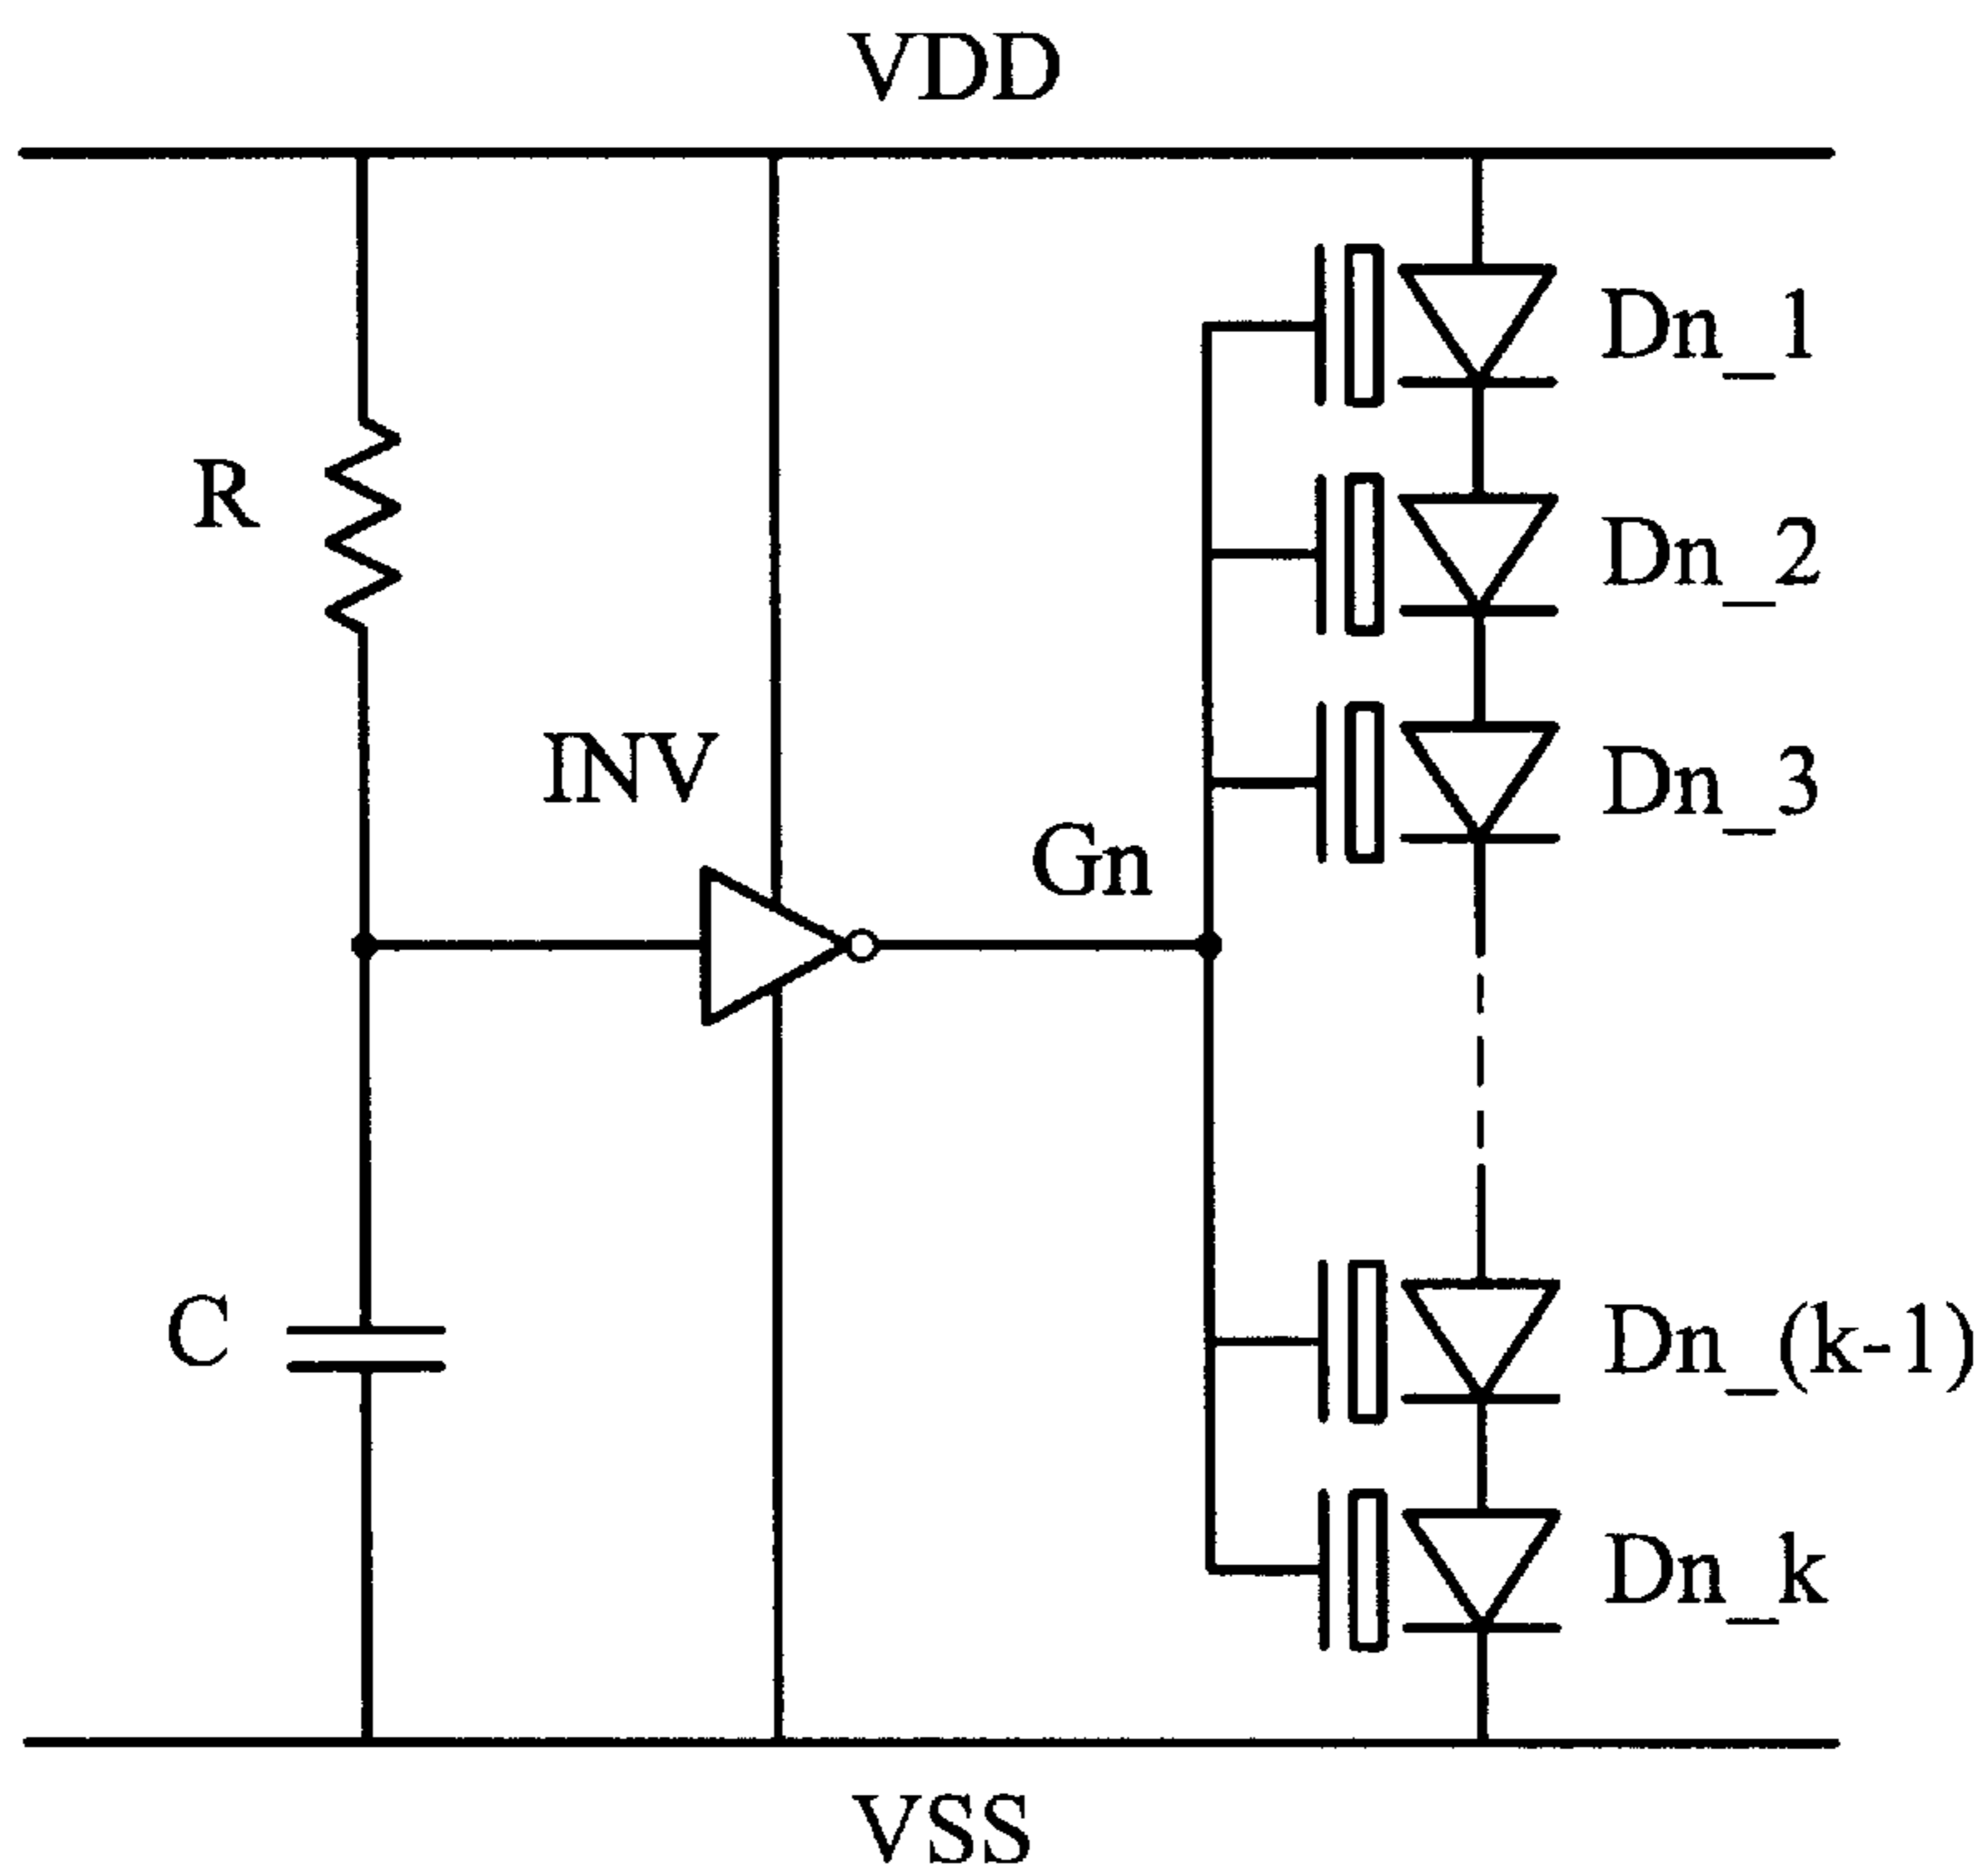 VDD
Dn_1
R
Dn_2
INV
Dn_3
Gn
C
Dn_(k-1)
Dn_k
VSS